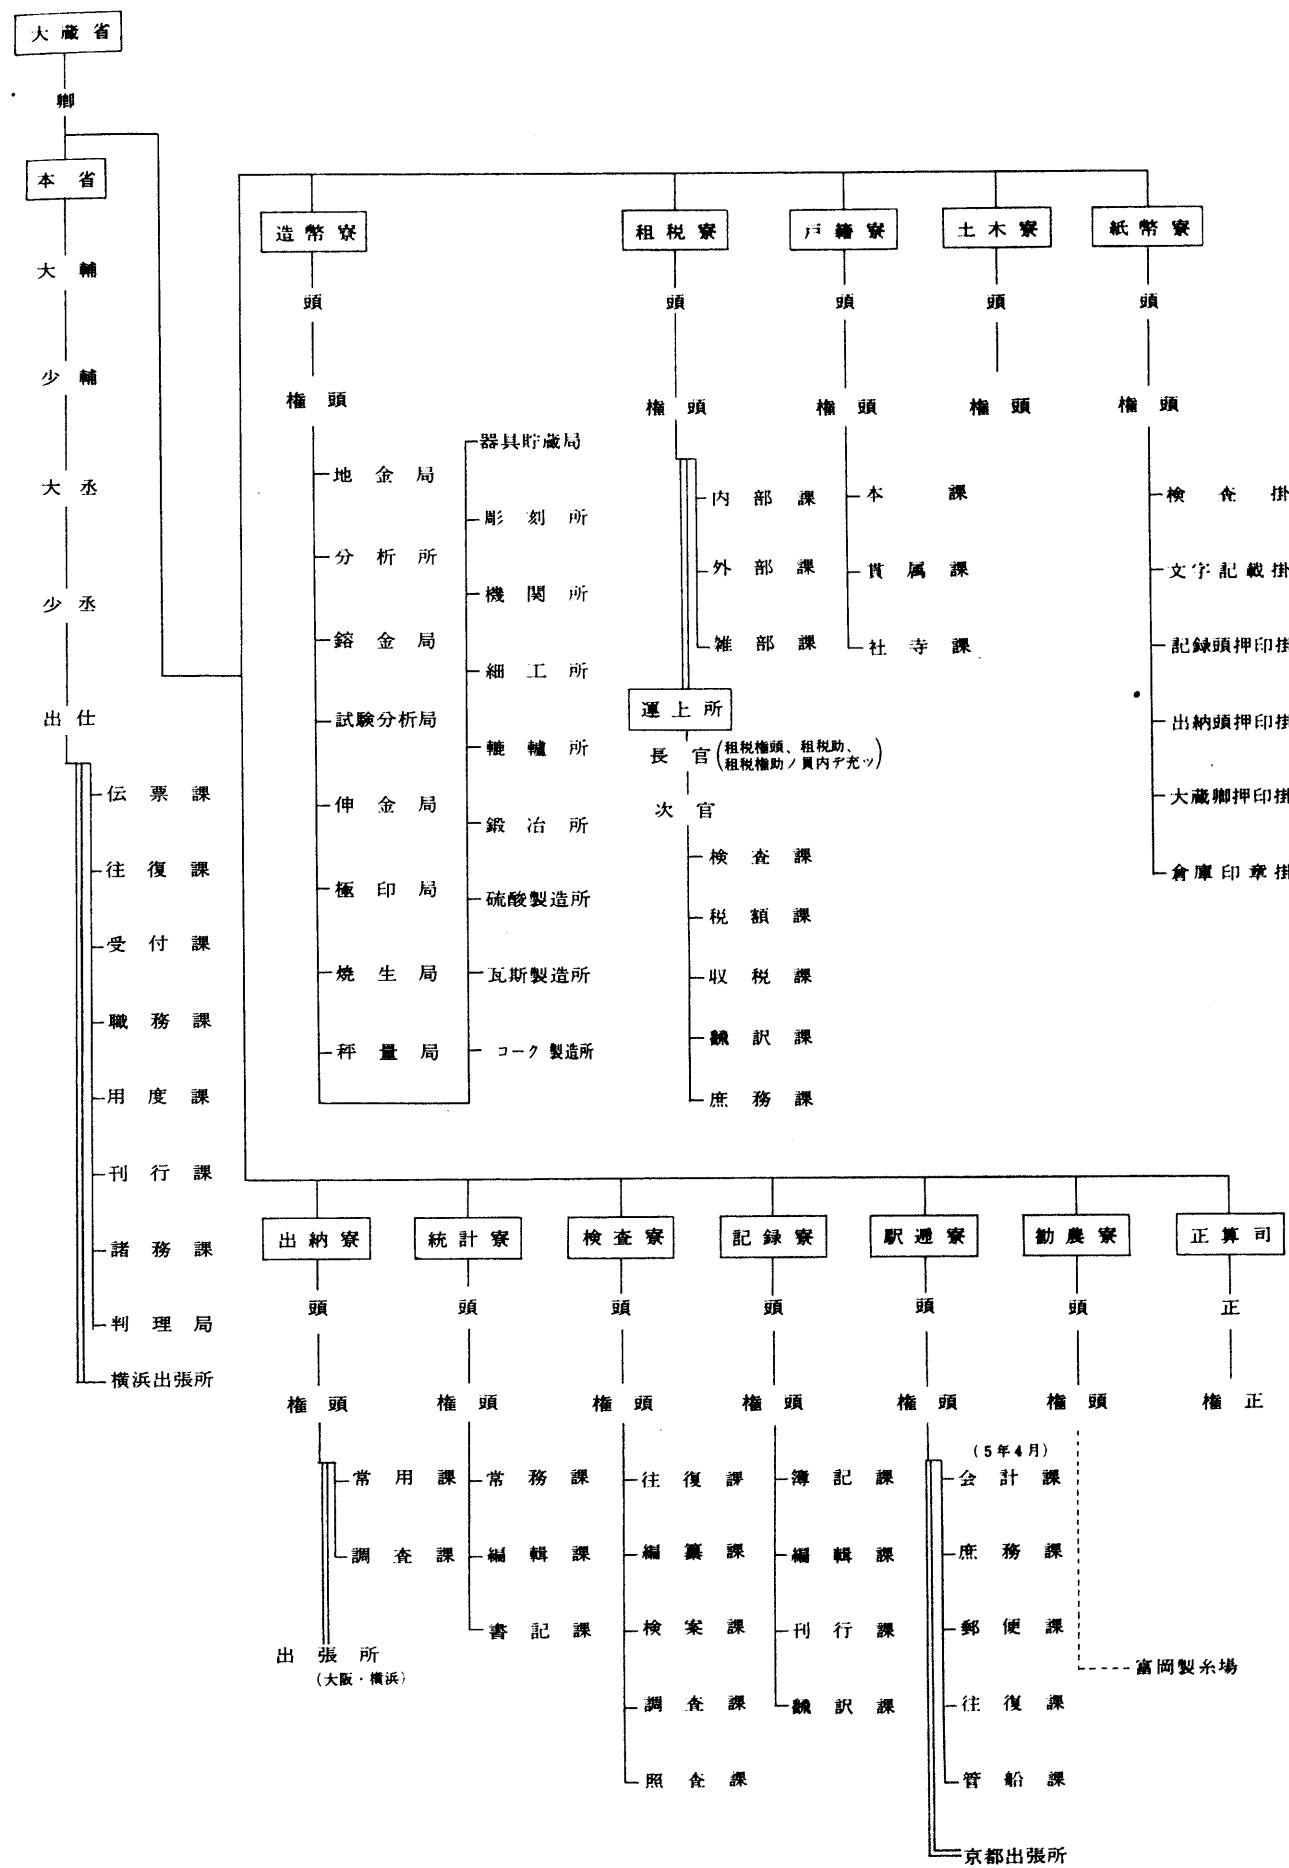 大蔵省
卿
本省
大輔
少輔
大丞
少丞
出仕
伝票課
往復課
受付課
職務課
用度課
刊行課
諸務課
判理局
横浜出張所
造幣寮
頭
権頭
地金局
分析所
鎔金局
試験分析局
伸金局
極印局
焼生局
秤量局
器具貯蔵局
彫刻所
機関所
細工所
轆轤所
鍛冶所
硫酸製造所
瓦斯製造所
コーク製造所
租税寮
頭
権頭
内部課
外部課
雑部課
運上所
長官(租税権頭、租税助、
租税権助ノ員内デ充ツ)
次官
検査課
税額課
収税課
飜訳課
庶務課
戸籍寮
頭
権頭
本課
貫属課
社寺課
土木寮
頭
権頭
紙幣寮
頭
権頭
検査掛
文字記載掛
記録頭押印掛
出納頭押印掛
大蔵卿押印掛
倉庫印章掛
出納寮
頭
権頭
常用課
調査課
出張所
(大阪・横浜)
統計寮
頭
権頭
常務課
編輯課
書記課
検査寮
頭
権頭
往復課
編纂課
検案課
調査課
照査課
記録寮
頭
権頭
簿記課
編輯課
刊行課
飜訳課
駅逓寮
頭
権頭
(5年4月)
会計課
庶務課
郵便課
往復課
管船課
京都出張所
勧農寮
頭
権頭
富岡製糸場
正算司
正
権正